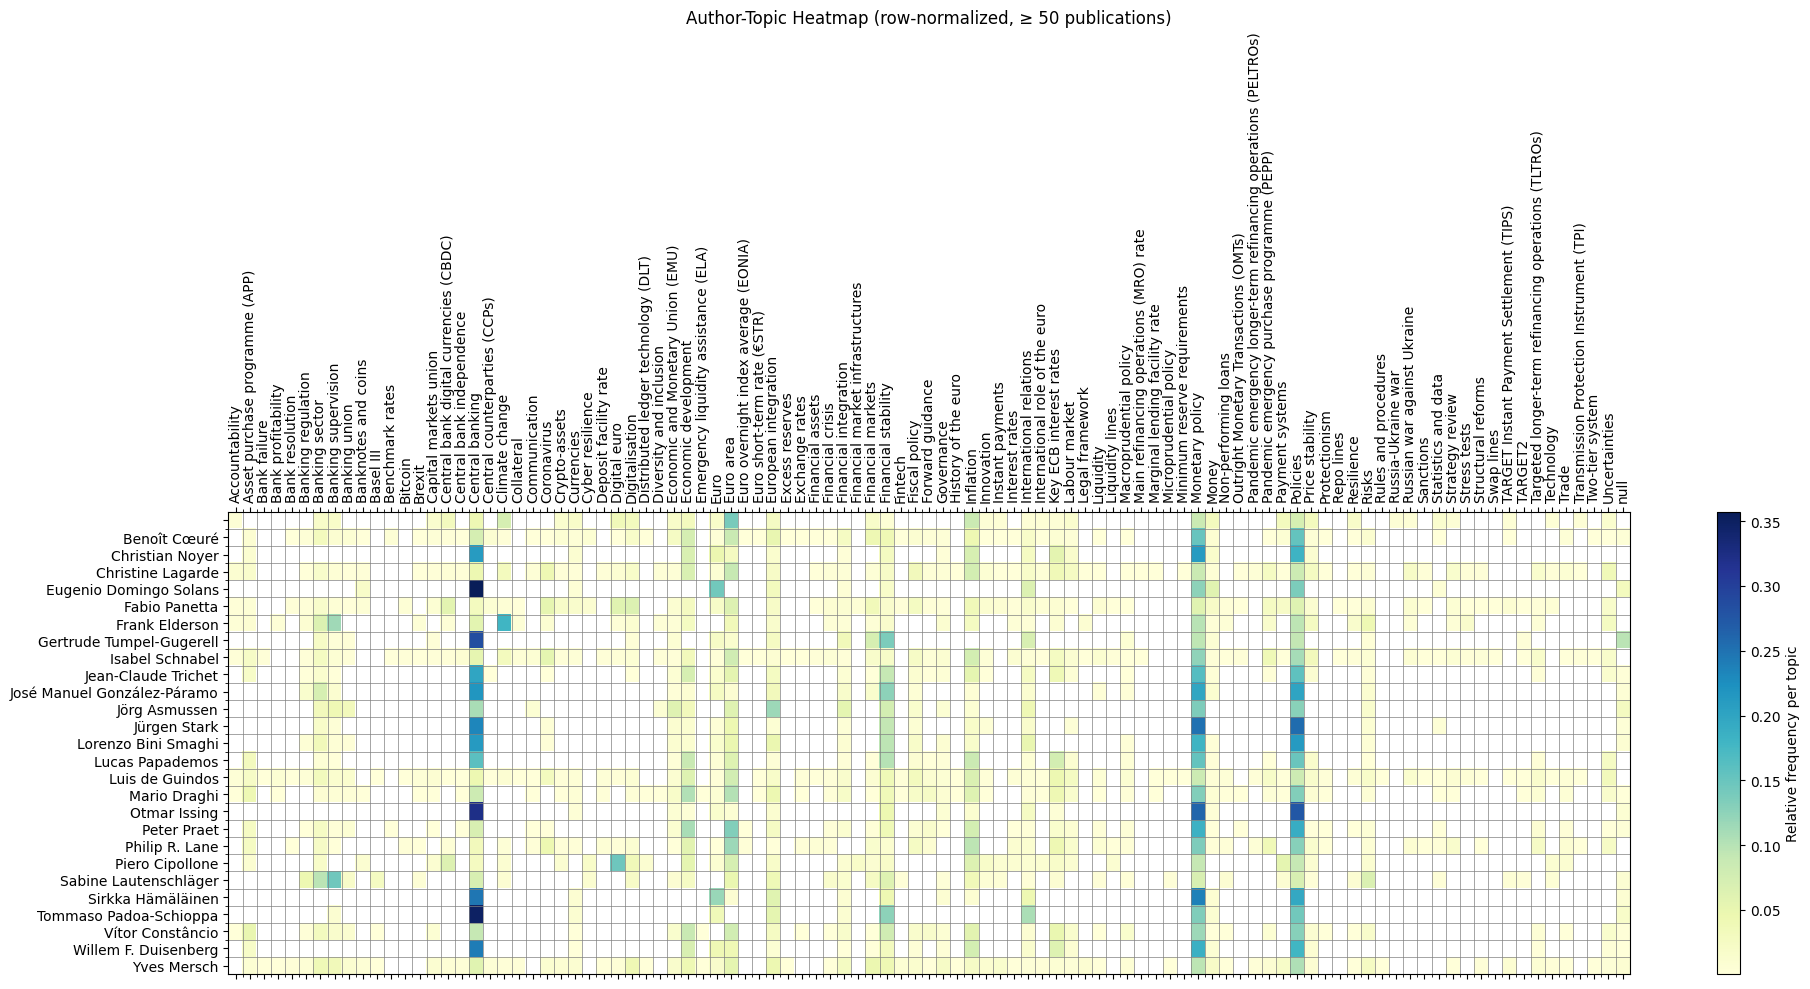 Author-Topic Heatmap (row-normalized, ≥ 50 publications)
Accountability
Asset purchase programme (APP)
Bank failure
Bank profitability
Bank resolution
Banking regulation
Banking sector
Banking supervision
Banking union
Banknotes and coins
Basel III
Benchmark rates
Bitcoin
Brexit
Capital markets union
Central bank digital currencies (CBDC)
Central bank independence
Central banking
Central counterparties (CCPs)
Climate change
Collateral
Communication
Coronavirus
Crypto-assets
Currencies
Cyber resilience
Deposit facility rate
Digital euro
Digitalisation
Distributed ledger technology (DLT)
Diversity and inclusion
Economic and Monetary Union (EMU)
Economic development
Emergency liquidity assistance (ELA)
Euro
Euro area
Euro overnight index average (EONIA)
Euro short-term rate (€STR)
European integration
Excess reserves
Exchange rates
Financial assets
Financial crisis
Financial integration
Financial market infrastructures
Financial markets
Financial stability
Fintech
Fiscal policy
Forward guidance
Governance
History of the euro
Inflation
Innovation
Instant payments
Interest rates
International relations
International role of the euro
Key ECB interest rates
Labour market
Legal framework
Liquidity
Liquidity lines
Macroprudential policy
Main refinancing operations (MRO) rate
Marginal lending facility rate
Microprudential policy
Minimum reserve requirements
Monetary policy
Money
Non-performing loans
Outright Monetary Transactions (OMTs)
Pandemic emergency longer-term refinancing operations (PELTROs)
Pandemic emergency purchase programme (PEPP)
Payment systems
Policies
Price stability
Protectionism
Repo lines
Resilience
Risks
Rules and procedures
Russia-Ukraine war
Russian war against Ukraine
Sanctions
Statistics and data
Strategy review
Stress tests
Structural reforms
Swap lines
TARGET Instant Payment Settlement (TIPS)
TARGET2
Targeted longer-term refinancing operations (TLTROs)
Technology
Trade
Transmission Protection Instrument (TPI)
Two-tier system
Uncertainties
null
Benoît Cœuré
Christian Noyer
Christine Lagarde
Eugenio Domingo Solans
Fabio Panetta
Frank Elderson
Gertrude Tumpel-Gugerell
Isabel Schnabel
Jean-Claude Trichet
José Manuel González-Páramo
Jörg Asmussen
Jürgen Stark
Lorenzo Bini Smaghi
Lucas Papademos
Luis de Guindos
Mario Draghi
Otmar Issing
Peter Praet
Philip R. Lane
Piero Cipollone
Sabine Lautenschläger
Sirkka Hämäläinen
Tommaso Padoa-Schioppa
Vítor Constâncio
Willem F. Duisenberg
Yves Mersch
0.35
0.30
0.25
0.20
0.15
0.10
0.05
Relative frequency per topic